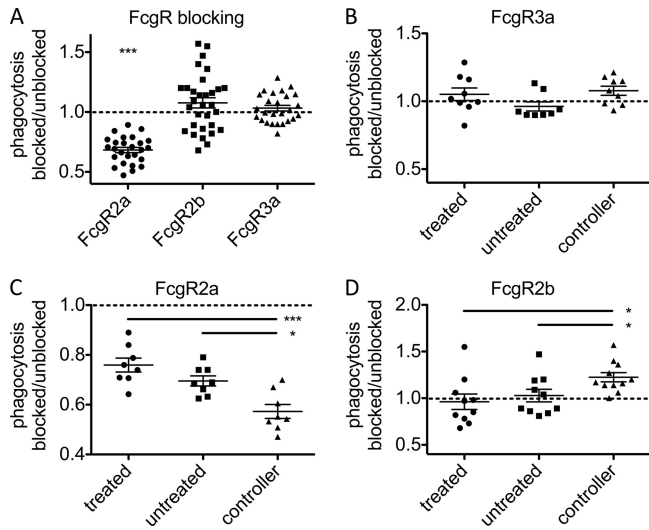 A FcgR blocking
phagocytosis
blocked/unblocked
1.5
1.0
0.5
***
FcgR2a
FcgR2b
FcgR3a
B FcgR3a
phagocytosis
blocked/unblocked
1.5
1.0
0.5
treated
untreated
controller
C FcgR2a
phagocytosis
blocked/unblocked
1.0
0.8
0.6
0.4
***
*
treated
untreated
controller
D FcgR2b
phagocytosis
blocked/unblocked
2.0
1.5
1.0
0.5
*
*
treated
untreated
controller